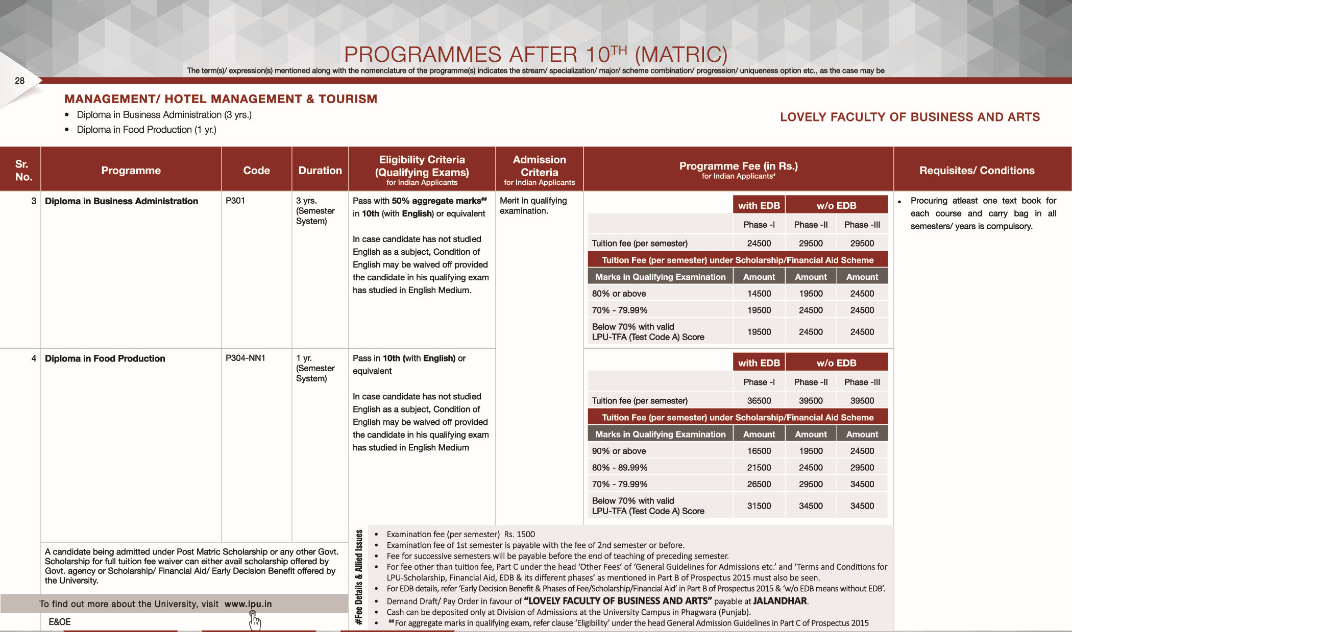 PROGRAMMES AFTER 10TH (MATRIC)
The term(s)/ expression(s) mentioned along with the nomenclature of the programme(s) indicates the stream/ specialization/ major/ scheme combination/ progression/ uniqueness option etc., as the case may be
28
MANAGEMENT/ HOTEL MANAGEMENT & TOURISM
• Diploma in Business Administration (3 yrs.)
• Diploma in Food Production (1 yr.)
LOVELY FACULTY OF BUSINESS AND ARTS
Sr. No.
Programme
Code
Duration
Eligibility Criteria
(Qualifying Exams)
for Indian Applicants
Admission
Criteria
for Indian Applicants
Programme Fee (in Rs.)
for Indian Applicants#
Requisites/ Conditions
3
Diploma in Business Administration
P301
3 yrs.
(Semester
System)
Pass with 50% aggregate marks##
in 10th (with English) or equivalent
In case candidate has not studied
English as a subject, Condition of
English may be waived off provided
the candidate in his qualifying exam
has studied in English Medium.
Merit in qualifying
examination.
with EDB w/o EDB
Phase -I Phase -II Phase -III
Tuition fee (per semester) 24500 29500 29500
Tuition Fee (per semester) under Scholarship/Financial Aid Scheme
Marks in Qualifying Examination Amount Amount Amount
80% or above 14500 19500 24500
70% - 79.99% 19500 24500 24500
Below 70% with valid
LPU-TFA (Test Code A) Score 19500 24500 24500
• Procuring atleast one text book for
each course and carry bag in all
semesters/ years is compulsory.
4
Diploma in Food Production
P304-NN1
1 yr.
(Semester
System)
Pass in 10th (with English) or
equivalent
In case candidate has not studied
English as a subject, Condition of
English may be waived off provided
the candidate in his qualifying exam
has studied in English Medium
with EDB w/o EDB
Phase -I Phase -II Phase -III
Tuition fee (per semester) 36500 39500 39500
Tuition Fee (per semester) under Scholarship/Financial Aid Scheme
Marks in Qualifying Examination Amount Amount Amount
90% or above 16500 19500 24500
80% - 89.99% 21500 24500 29500
70% - 79.99% 26500 29500 34500
Below 70% with valid
LPU-TFA (Test Code A) Score 31500 34500 34500
A candidate being admitted under Post Matric Scholarship or any other Govt.
Scholarship for full tuition fee waiver can either avail scholarship offered by
Govt. agency or Scholarship/ Financial Aid/ Early Decision Benefit offered by
the University.
To find out more about the University, visit www.lpu.in
E&OE
#Fee Details & Allied Issues
• Examination fee (per semester) Rs. 1500
• Examination fee of 1st semester is payable with the fee of 2nd semester or before.
• Fee for successive semesters will be payable before the end of teaching of preceding semester.
• For fee other than tuition fee, Part C under the head 'Other Fees' of 'General Guidelines for Admissions etc.' and 'Terms and Conditions for
LPU-Scholarship, Financial Aid, EDB & its different phases' as mentioned in Part B of Prospectus 2015 must also be seen.
• For EDB details, refer 'Early Decision Benefit & Phases of Fee/Scholarship/Financial Aid' in Part B of Prospectus 2015 & 'w/o EDB means without EDB'.
• Demand Draft/ Pay Order in favour of "LOVELY FACULTY OF BUSINESS AND ARTS" payable at JALANDHAR.
• Cash can be deposited only at Division of Admissions at the University Campus in Phagwara (Punjab).
• ##For aggregate marks in qualifying exam, refer clause 'Eligibility' under the head General Admission Guidelines in Part C of Prospectus 2015